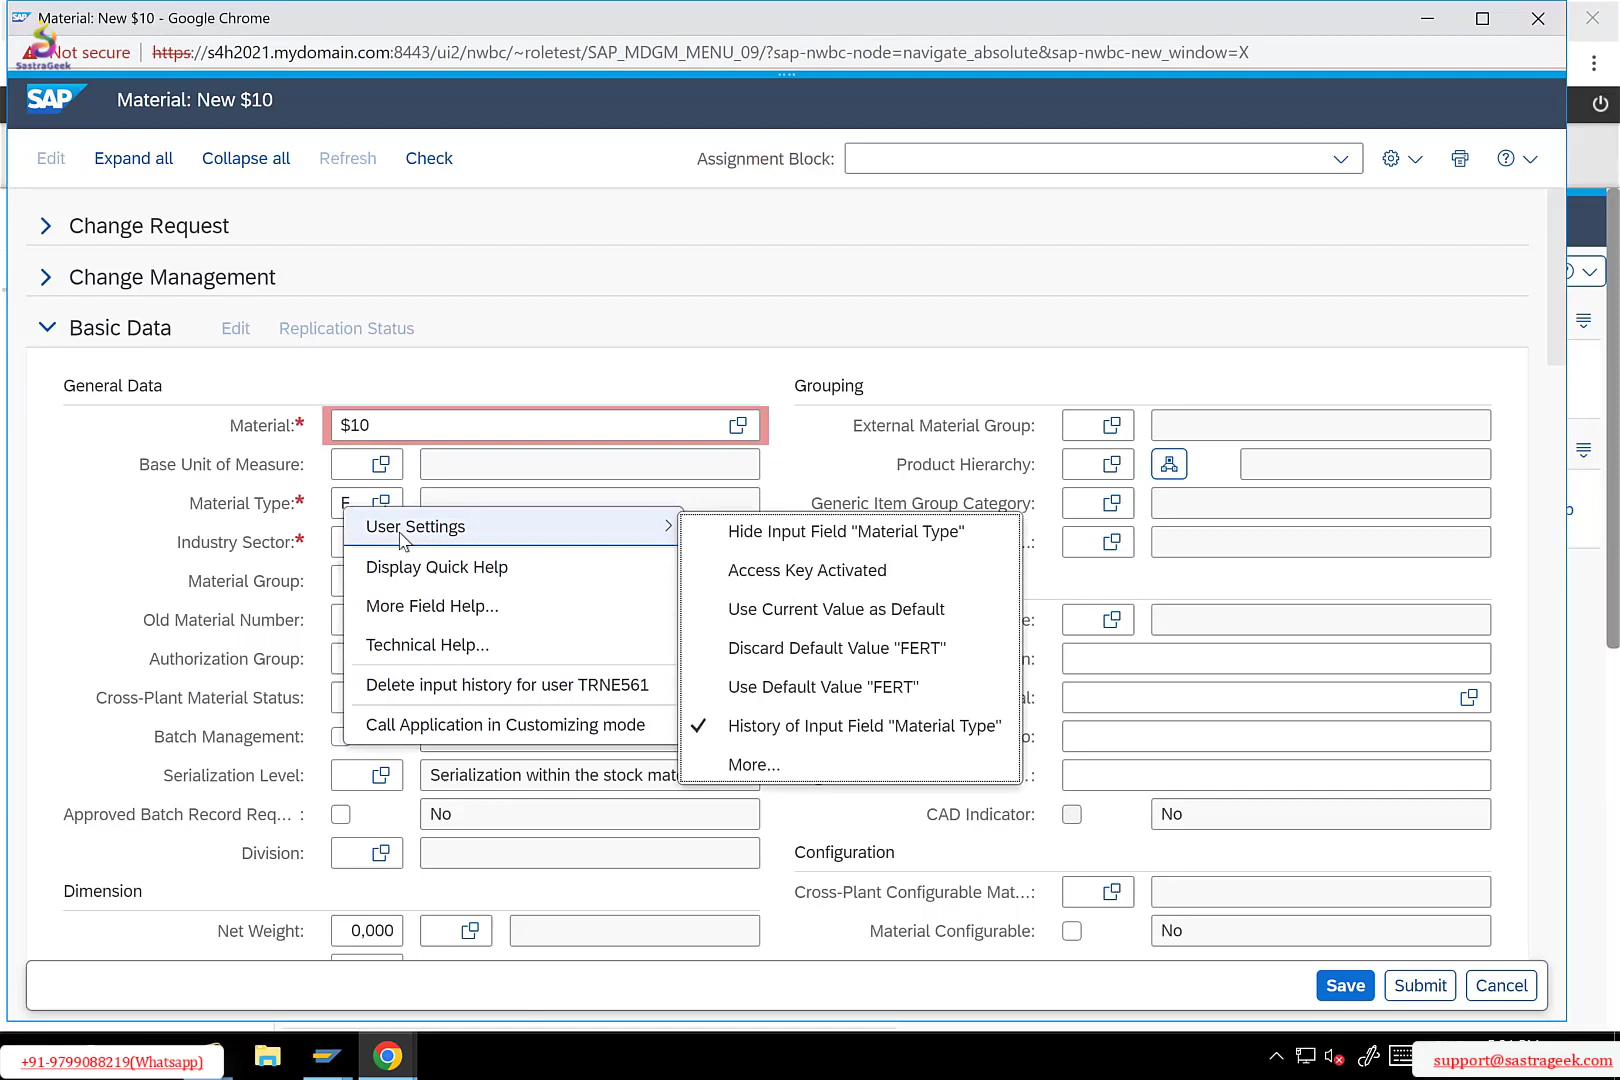 Material: New $10 - Google Chrome
Not secure https://s4h2021.mydomain.com:8443/ui2/nwbc/~roletest/SAP_MDGM_MENU_09/?sap-nwbc-node=navigate_absolute&sap-nwbc-new_window=X
SastraGeek
SAP Material: New $10
Edit Expand all Collapse all Refresh Check Assignment Block:
Change Request
Change Management
Basic Data Edit Replication Status
General Data Grouping
Material:* $10 External Material Group:
Base Unit of Measure: Product Hierarchy:
Material Type:* Generic Item Group Category:
User Settings Hide Input Field "Material Type"
Industry Sector:*
Display Quick Help Access Key Activated
Material Group:
More Field Help... Use Current Value as Default
Old Material Number:
Technical Help... Discard Default Value "FERT"
Authorization Group:
Delete input history for user TRNE561 Use Default Value "FERT"
Cross-Plant Material Status:
Call Application in Customizing mode History of Input Field "Material Type"
Batch Management:
More...
Serialization Level: Serialization within the stock mat
Approved Batch Record Req... : No CAD Indicator: No
Division: Configuration
Dimension Cross-Plant Configurable Mat...:
Net Weight: 0,000 Material Configurable: No
Save Submit Cancel
+91-9799088219(Whatsapp) support@sastrageek.com